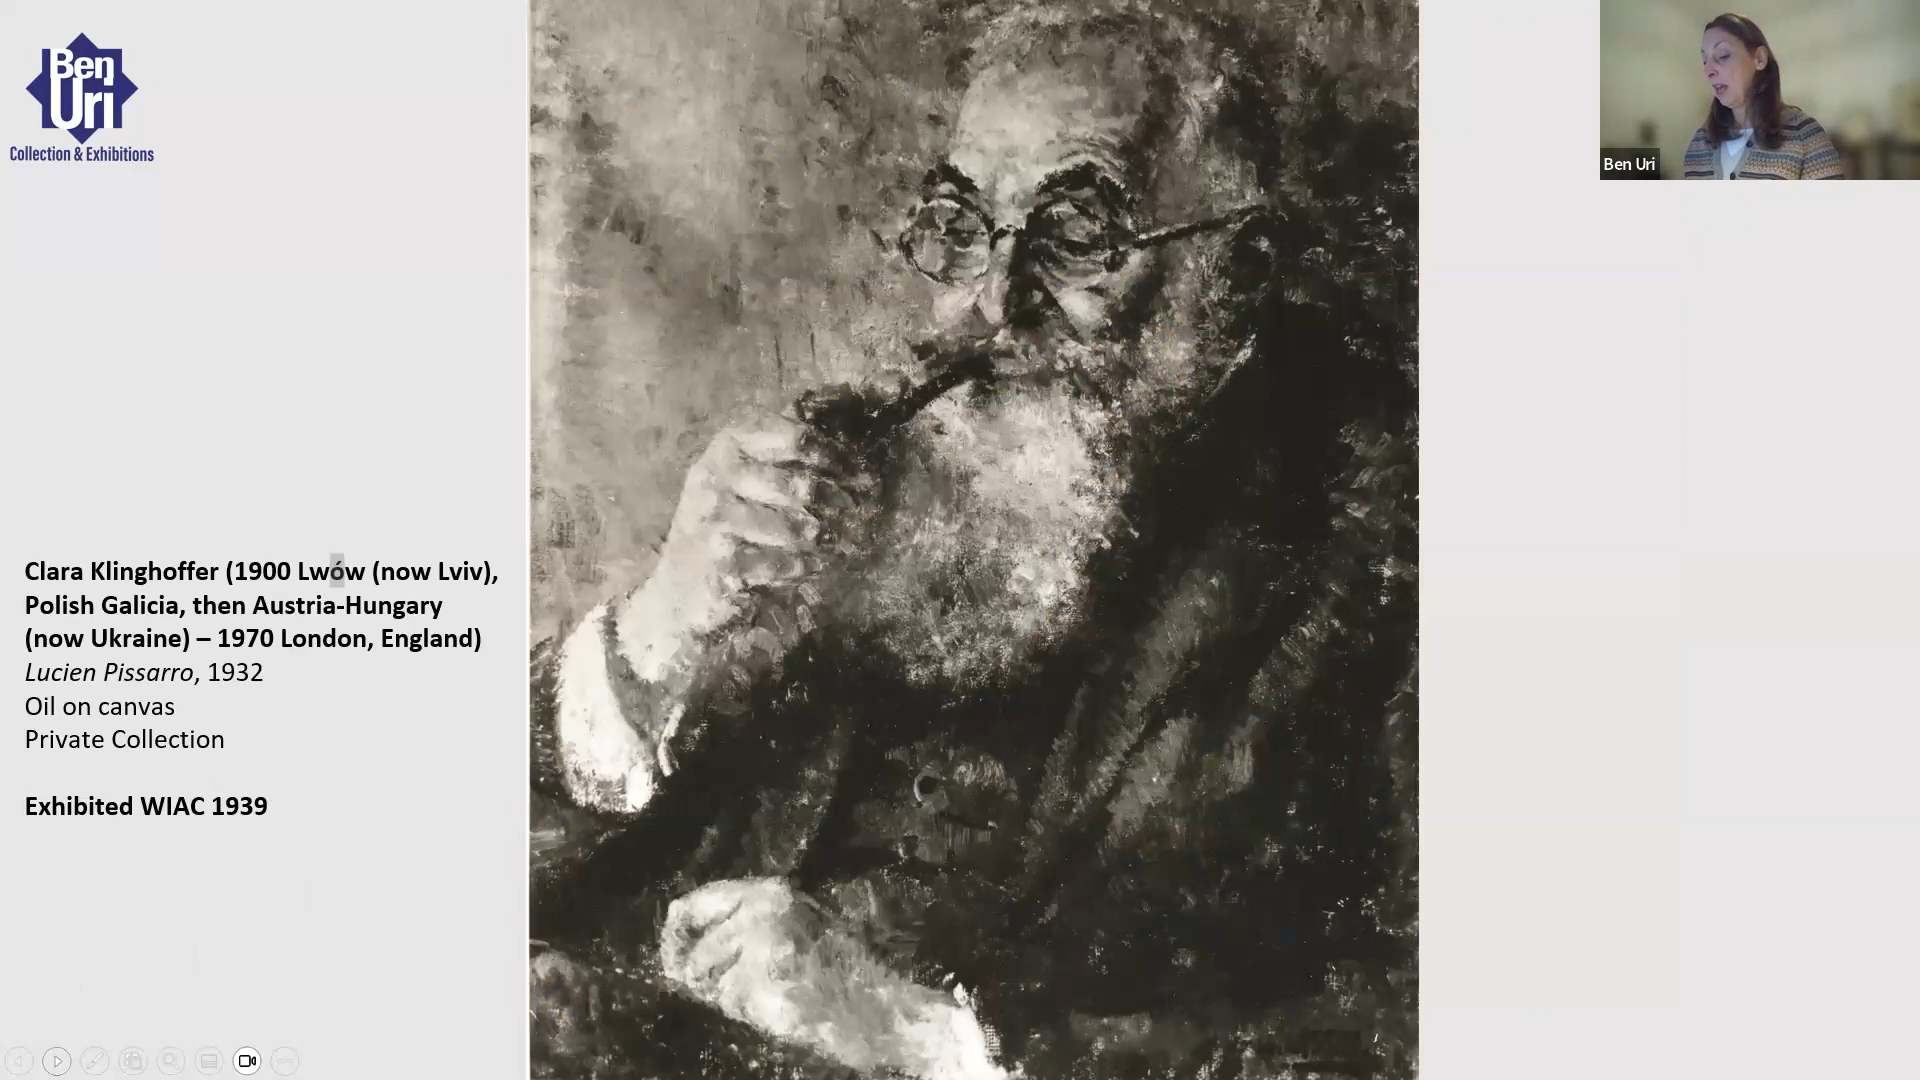 Ben
Uri
Collection & Exhibitions
Ben Uri
Clara Klinghoffer (1900 Lwów (now Lviv),
Polish Galicia, then Austria-Hungary
(now Ukraine) – 1970 London, England)
Lucien Pissarro, 1932
Oil on canvas
Private Collection
Exhibited WIAC 1939